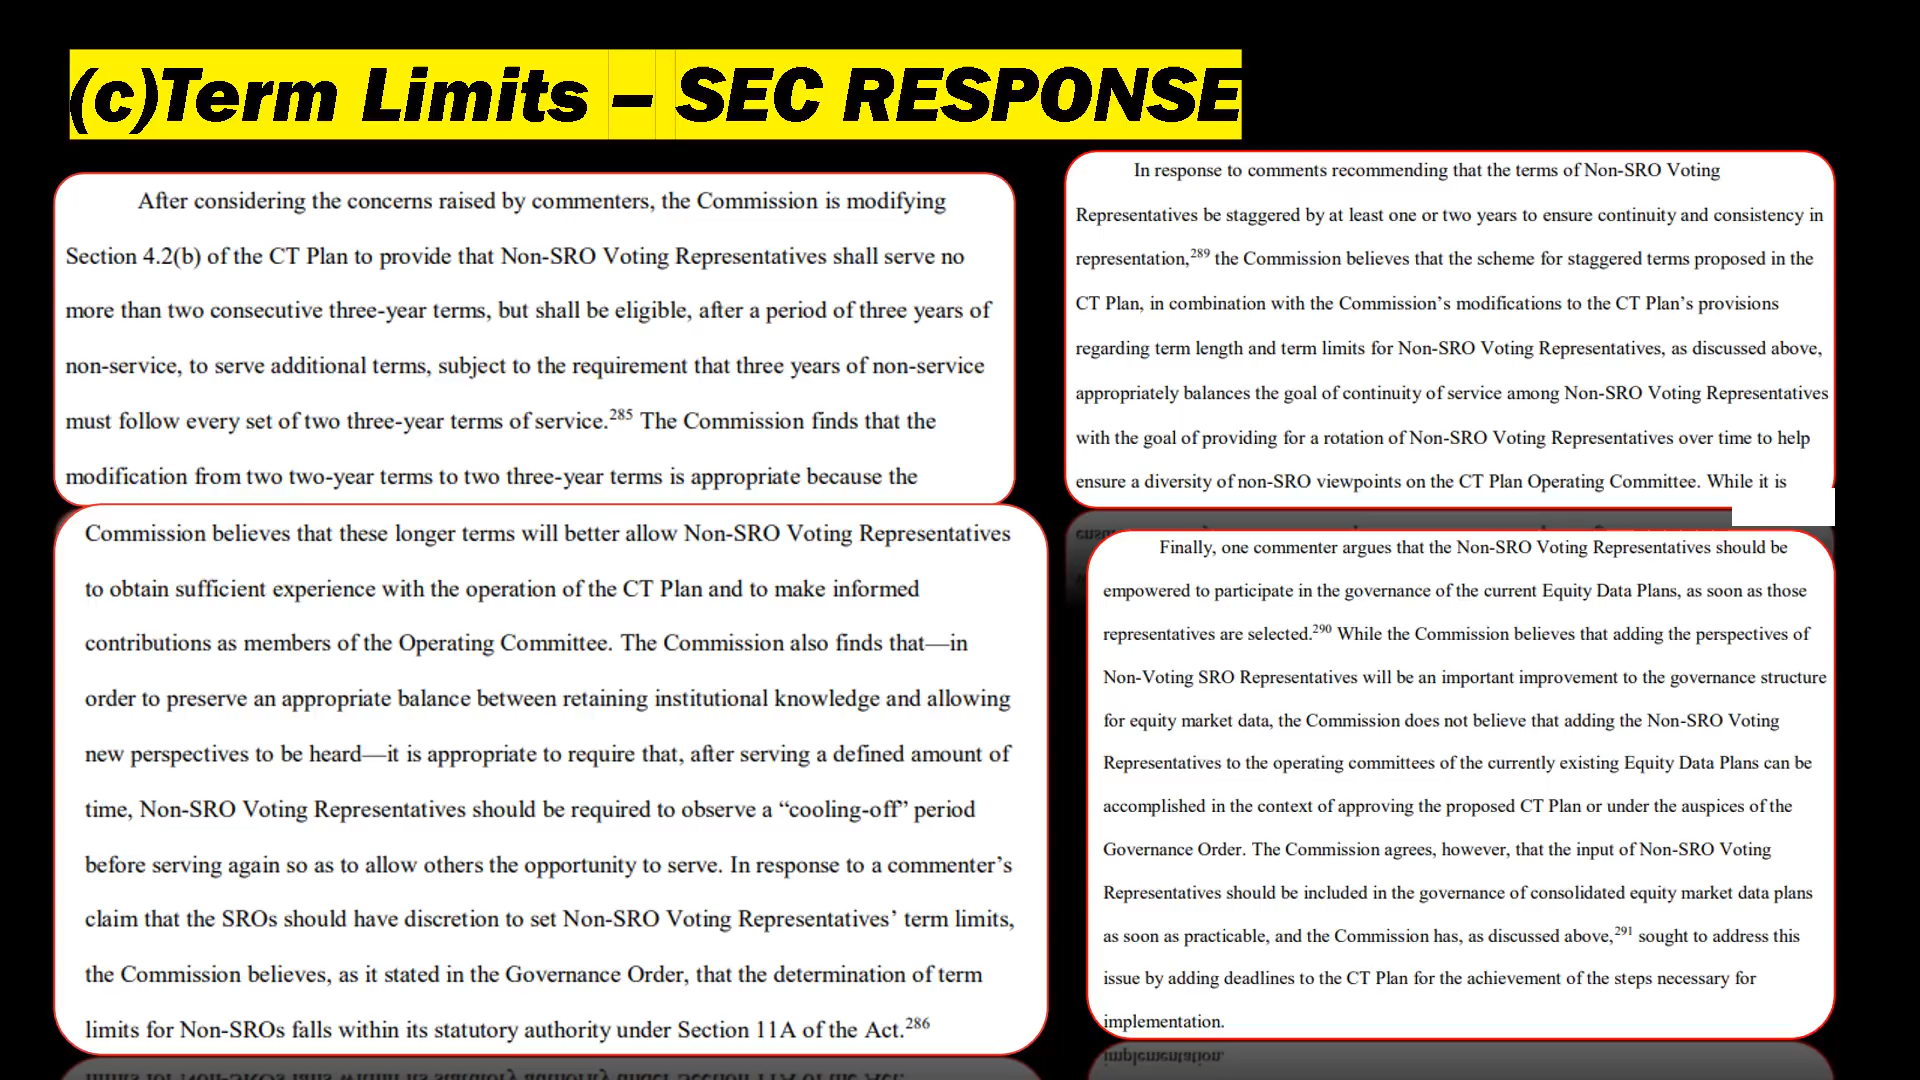 (c)Term Limits – SEC RESPONSE
After considering the concerns raised by commenters, the Commission is modifying
Section 4.2(b) of the CT Plan to provide that Non-SRO Voting Representatives shall serve no
more than two consecutive three-year terms, but shall be eligible, after a period of three years of
non-service, to serve additional terms, subject to the requirement that three years of non-service
must follow every set of two three-year terms of service.285 The Commission finds that the
modification from two two-year terms to two three-year terms is appropriate because the
Commission believes that these longer terms will better allow Non-SRO Voting Representatives
to obtain sufficient experience with the operation of the CT Plan and to make informed
contributions as members of the Operating Committee. The Commission also finds that—in
order to preserve an appropriate balance between retaining institutional knowledge and allowing
new perspectives to be heard—it is appropriate to require that, after serving a defined amount of
time, Non-SRO Voting Representatives should be required to observe a “cooling-off” period
before serving again so as to allow others the opportunity to serve. In response to a commenter’s
claim that the SROs should have discretion to set Non-SRO Voting Representatives’ term limits,
the Commission believes, as it stated in the Governance Order, that the determination of term
limits for Non-SROs falls within its statutory authority under Section 11A of the Act.286
In response to comments recommending that the terms of Non-SRO Voting
Representatives be staggered by at least one or two years to ensure continuity and consistency in
representation,289 the Commission believes that the scheme for staggered terms proposed in the
CT Plan, in combination with the Commission’s modifications to the CT Plan’s provisions
regarding term length and term limits for Non-SRO Voting Representatives, as discussed above,
appropriately balances the goal of continuity of service among Non-SRO Voting Representatives
with the goal of providing for a rotation of Non-SRO Voting Representatives over time to help
ensure a diversity of non-SRO viewpoints on the CT Plan Operating Committee. While it is
Finally, one commenter argues that the Non-SRO Voting Representatives should be
empowered to participate in the governance of the current Equity Data Plans, as soon as those
representatives are selected.290 While the Commission believes that adding the perspectives of
Non-Voting SRO Representatives will be an important improvement to the governance structure
for equity market data, the Commission does not believe that adding the Non-SRO Voting
Representatives to the operating committees of the currently existing Equity Data Plans can be
accomplished in the context of approving the proposed CT Plan or under the auspices of the
Governance Order. The Commission agrees, however, that the input of Non-SRO Voting
Representatives should be included in the governance of consolidated equity market data plans
as soon as practicable, and the Commission has, as discussed above,291 sought to address this
issue by adding deadlines to the CT Plan for the achievement of the steps necessary for
implementation.